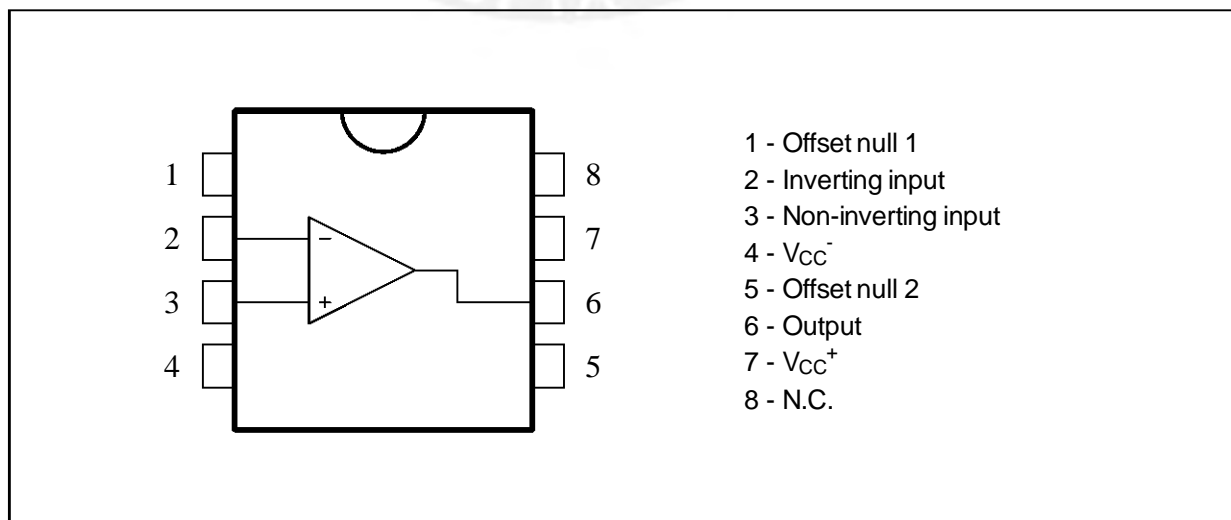 1
2
3
4
8
7
6
5
−
+
1 - Offset null 1
2 - Inverting input
3 - Non-inverting input
4 - VCC-
5 - Offset null 2
6 - Output
7 - VCC+
8 - N.C.